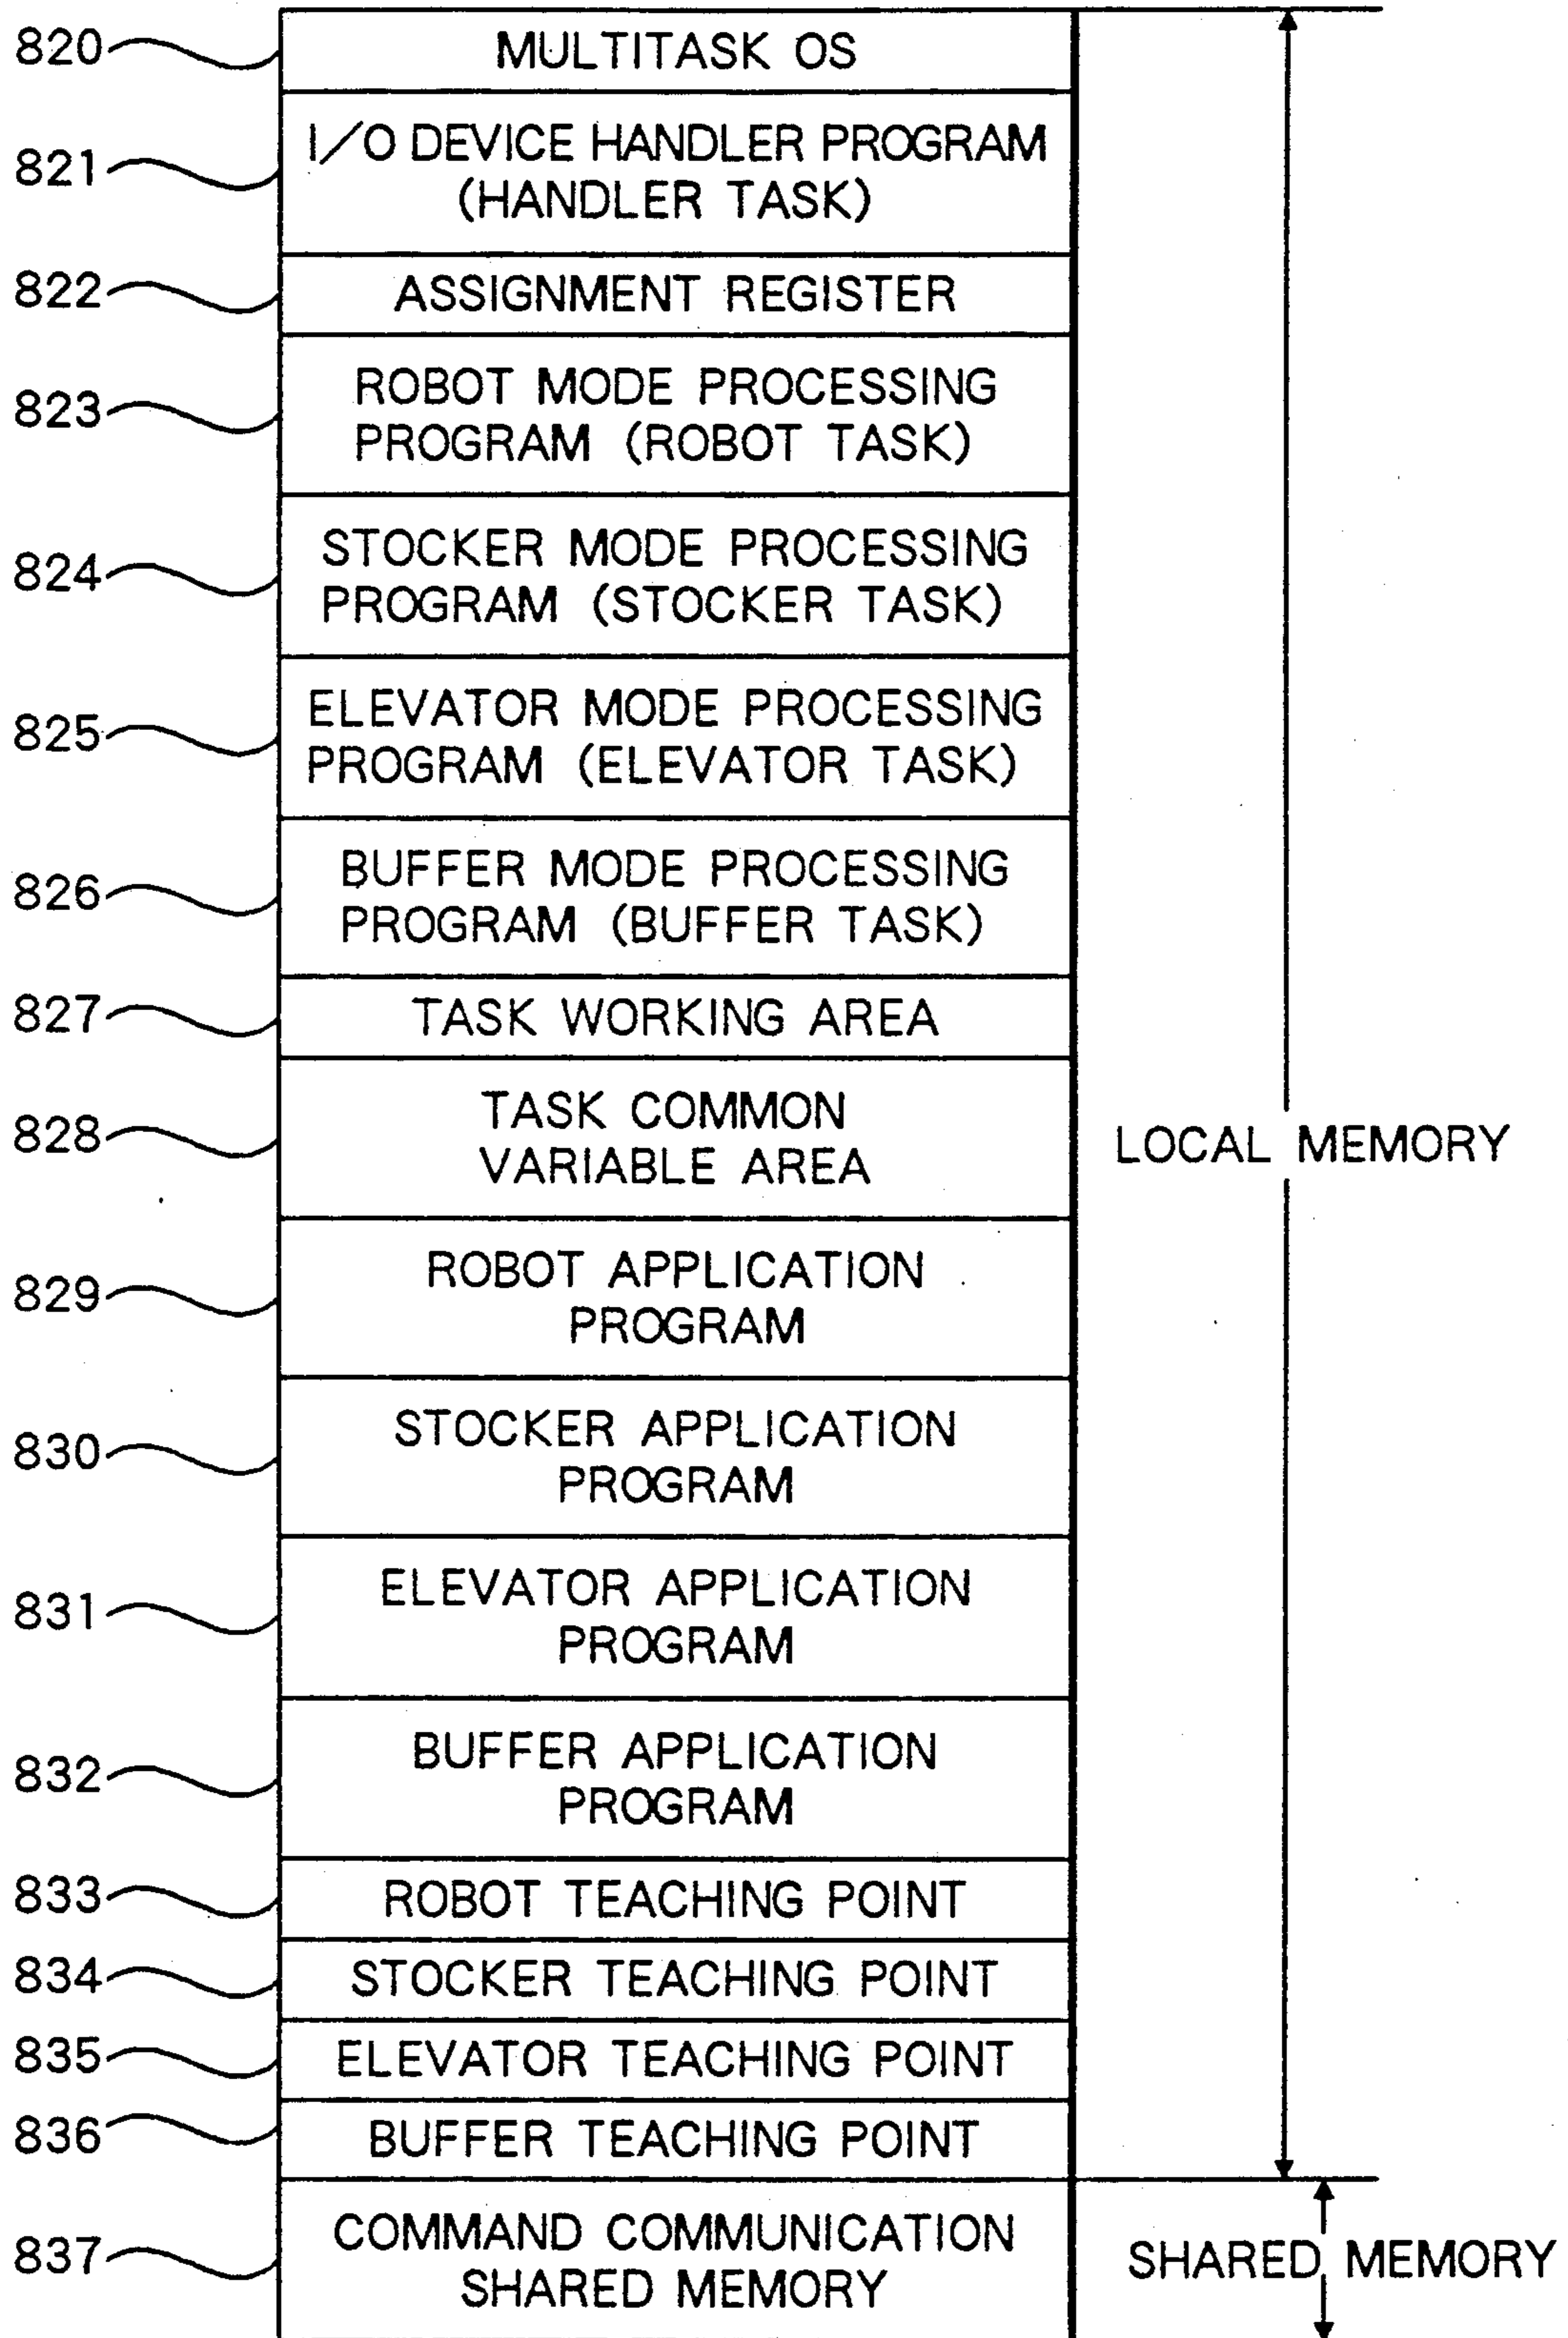 820 MULTITASK OS
821 I/O DEVICE HANDLER PROGRAM
(HANDLER TASK)
822 ASSIGNMENT REGISTER
823 ROBOT MODE PROCESSING
PROGRAM (ROBOT TASK)
824 STOCKER MODE PROCESSING
PROGRAM (STOCKER TASK)
825 ELEVATOR MODE PROCESSING
PROGRAM (ELEVATOR TASK)
826 BUFFER MODE PROCESSING
PROGRAM (BUFFER TASK)
827 TASK WORKING AREA
828 TASK COMMON
VARIABLE AREA
LOCAL MEMORY
829 ROBOT APPLICATION
PROGRAM
830 STOCKER APPLICATION
PROGRAM
831 ELEVATOR APPLICATION
PROGRAM
832 BUFFER APPLICATION
PROGRAM
833 ROBOT TEACHING POINT
834 STOCKER TEACHING POINT
835 ELEVATOR TEACHING POINT
836 BUFFER TEACHING POINT
837 COMMAND COMMUNICATION
SHARED MEMORY
SHARED MEMORY